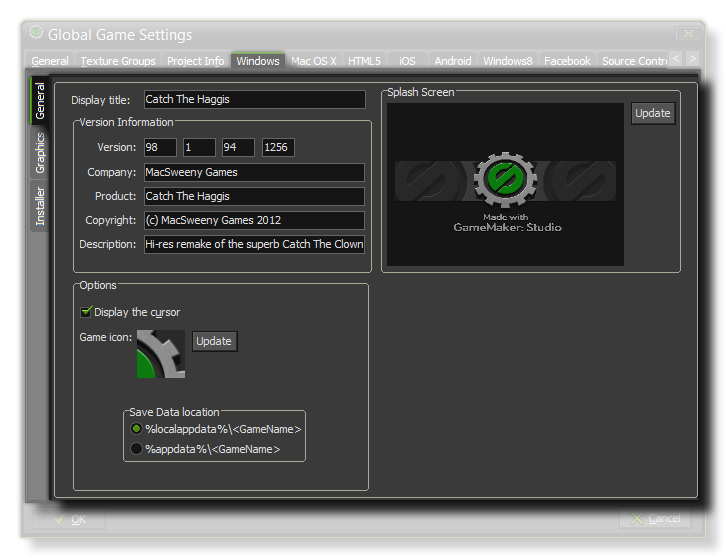 Global Game Settings
General Texture Groups Project Info Windows Mac OS X HTML5 iOS Android Windows8 Facebook Source Contro
General
Graphics
Installer
Display title: Catch The Haggis
Version Information
Version: 98 1 94 1256
Company: MacSweeny Games
Product: Catch The Haggis
Copyright: (c) MacSweeny Games 2012
Description: Hi-res remake of the superb Catch The Clown
Splash Screen
Update
Made with
GameMaker: Studio
Options
Display the cursor
Game icon: Update
Save Data location
%localappdata%\<GameName>
%appdata%\<GameName>
OK Cancel